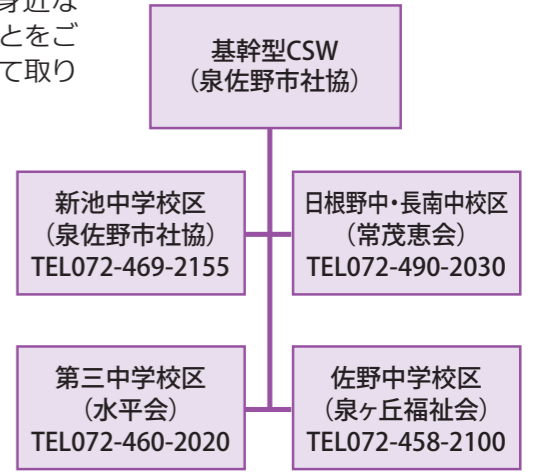 身近な
とをご
て取り
基幹型CSW
（泉佐野市社協）
新池中学校区
（泉佐野市社協）
TEL072-469-2155
日根野中・長南中校区
（常茂恵会）
TEL072-490-2030
第三中学校区
（水平会）
TEL072-460-2020
佐野中学校区
（泉ヶ丘福祉会）
TEL072-458-2100